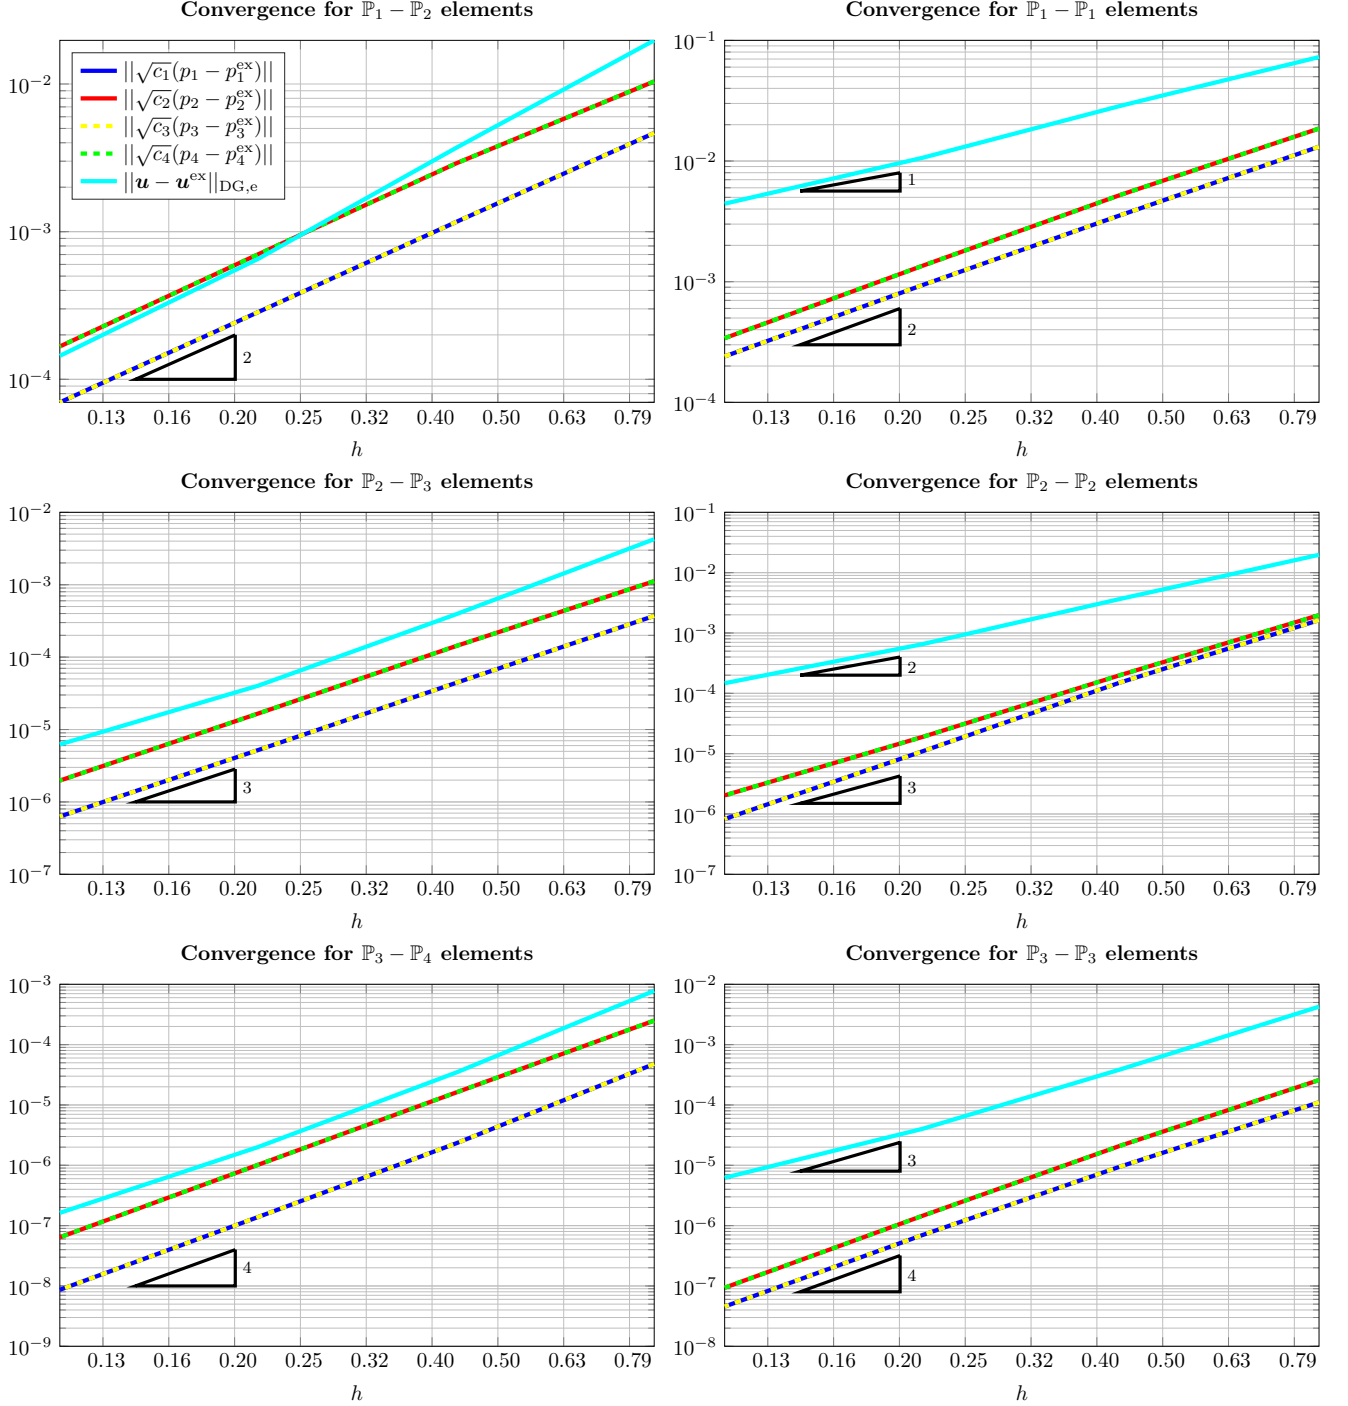 Convergence for ℙ₁ − ℙ₂ elements
10⁻²
10⁻³
10⁻⁴
||√c₁(p₁ − p₁ᵉˣ)||
||√c₂(p₂ − p₂ᵉˣ)||
||√c₃(p₃ − p₃ᵉˣ)||
||√c₄(p₄ − p₄ᵉˣ)||
||𝒖 − 𝒖ᵉˣ||_DG,e
2
0.13 0.16 0.20 0.25 0.32 0.40 0.50 0.63 0.79
h
Convergence for ℙ₁ − ℙ₁ elements
10⁻¹
10⁻²
10⁻³
10⁻⁴
1
2
0.13 0.16 0.20 0.25 0.32 0.40 0.50 0.63 0.79
h
Convergence for ℙ₂ − ℙ₃ elements
10⁻²
10⁻³
10⁻⁴
10⁻⁵
10⁻⁶
10⁻⁷
3
0.13 0.16 0.20 0.25 0.32 0.40 0.50 0.63 0.79
h
Convergence for ℙ₂ − ℙ₂ elements
10⁻¹
10⁻²
10⁻³
10⁻⁴
10⁻⁵
10⁻⁶
10⁻⁷
2
3
0.13 0.16 0.20 0.25 0.32 0.40 0.50 0.63 0.79
h
Convergence for ℙ₃ − ℙ₄ elements
10⁻³
10⁻⁴
10⁻⁵
10⁻⁶
10⁻⁷
10⁻⁸
10⁻⁹
4
0.13 0.16 0.20 0.25 0.32 0.40 0.50 0.63 0.79
h
Convergence for ℙ₃ − ℙ₃ elements
10⁻²
10⁻³
10⁻⁴
10⁻⁵
10⁻⁶
10⁻⁷
10⁻⁸
3
4
0.13 0.16 0.20 0.25 0.32 0.40 0.50 0.63 0.79
h